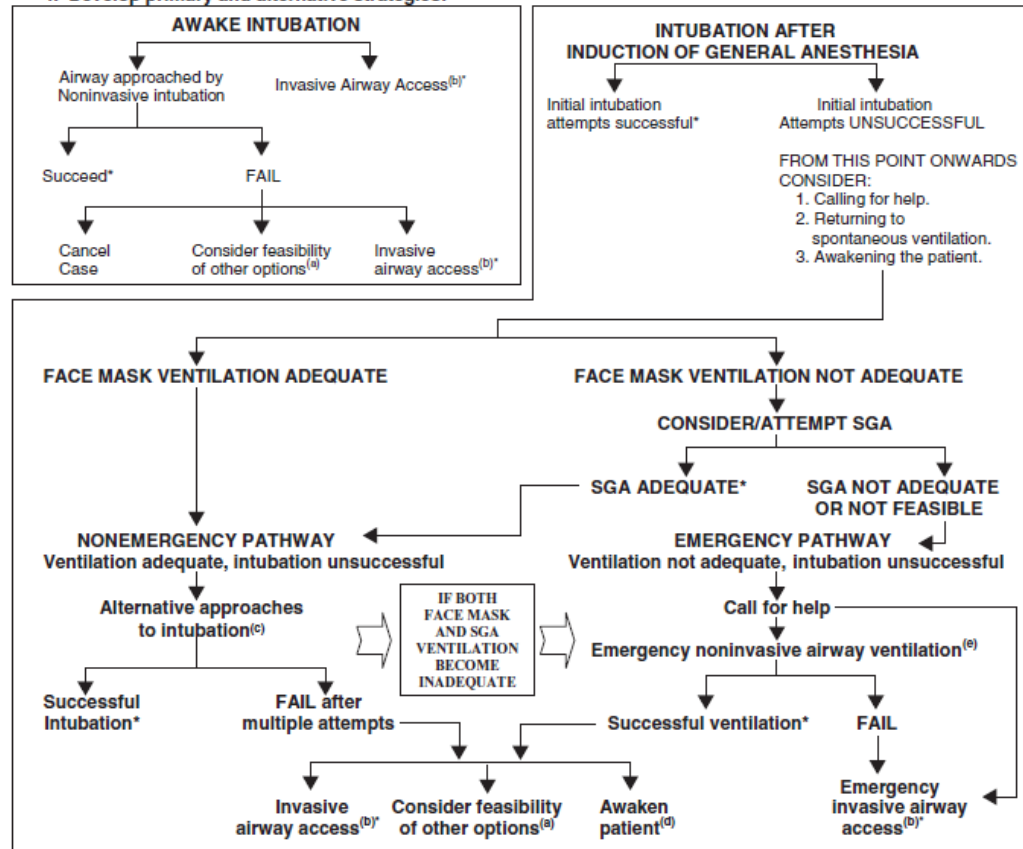 AWAKE INTUBATION
Airway approached by
Noninvasive intubation
Invasive Airway Access(b)*
Succeed*
FAIL
Cancel
Case
Consider feasibility
of other options(a)
Invasive
airway access(b)*
INTUBATION AFTER
INDUCTION OF GENERAL ANESTHESIA
Initial intubation
attempts successful*
Initial intubation
Attempts UNSUCCESSFUL
FROM THIS POINT ONWARDS
CONSIDER:
1. Calling for help.
2. Returning to
spontaneous ventilation.
3. Awakening the patient.
FACE MASK VENTILATION ADEQUATE
FACE MASK VENTILATION NOT ADEQUATE
CONSIDER/ATTEMPT SGA
SGA ADEQUATE*
SGA NOT ADEQUATE
OR NOT FEASIBLE
NONEMERGENCY PATHWAY
Ventilation adequate, intubation unsuccessful
EMERGENCY PATHWAY
Ventilation not adequate, intubation unsuccessful
Alternative approaches
to intubation(c)
IF BOTH
FACE MASK
AND SGA
VENTILATION
BECOME
INADEQUATE
Call for help
Emergency noninvasive airway ventilation(e)
Successful
Intubation*
FAIL after
multiple attempts
Successful ventilation*
FAIL
Invasive
airway access(b)*
Consider feasibility
of other options(a)
Awaken
patient(d)
Emergency
invasive airway
access(b)*